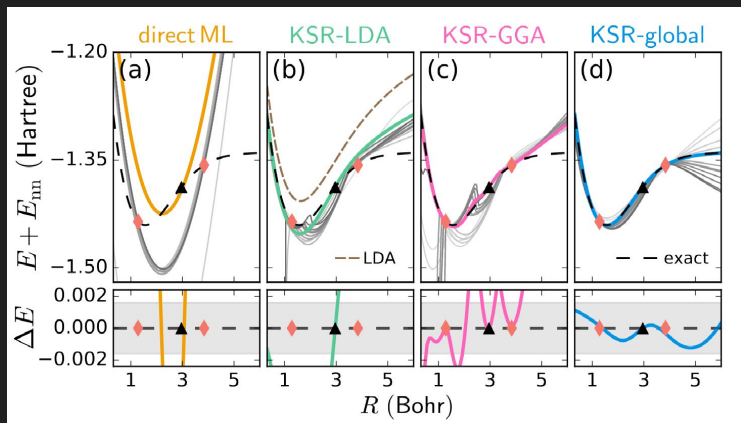 direct ML KSR-LDA KSR-GGA KSR-global
(a) (b) (c) (d)
E + Eₙₙ (Hartree)
−1.20
−1.35
−1.50
LDA
exact
ΔE
0.002
0.000
−0.002
1 3 5 1 3 5 1 3 5 1 3 5
R (Bohr)